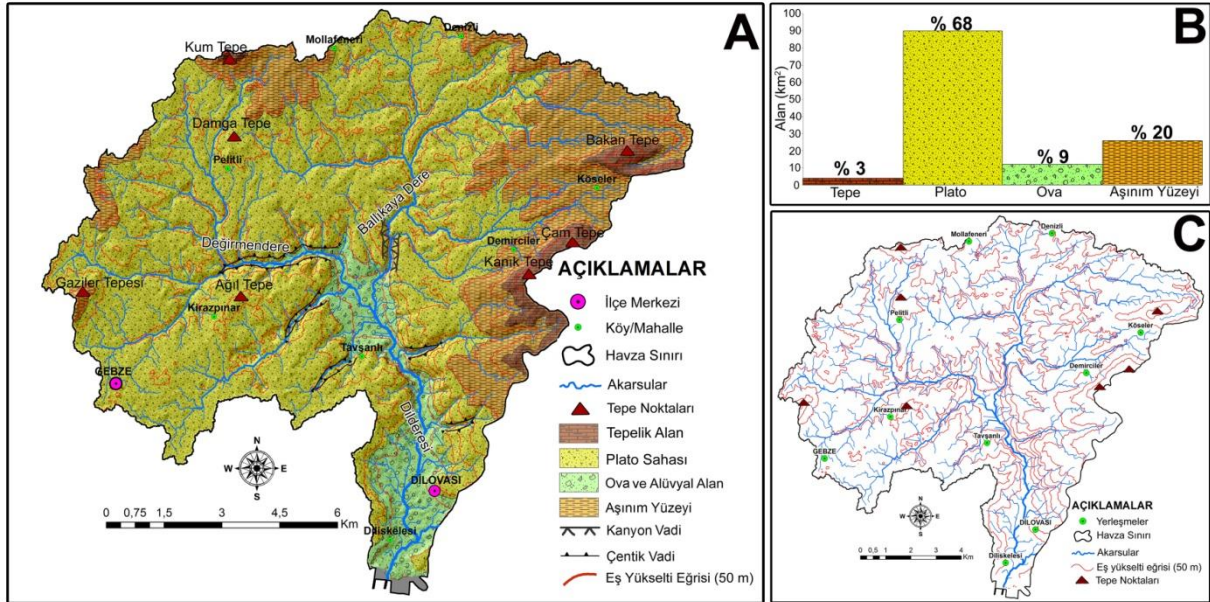 A
Kum Tepe
Mollafeneri
Denizli
Damga Tepe
Pelitli
Bakan Tepe
Köseler
Ballıkaya Dere
Değirmendere
Demirciler
Çam Tepe
Kanik Tepe
Gaziler Tepesi
Ağıl Tepe
Kirazpınar
Tavşanlı
GEBZE
Dilderesi
DİLOVASI
Diliskelesi
N
W E
S
0 0,75 1,5 3 4,5 6
Km
AÇIKLAMALAR
İlçe Merkezi
Köy/Mahalle
Havza Sınırı
Akarsular
Tepe Noktaları
Tepelik Alan
Plato Sahası
Ova ve Alüvyal Alan
Aşınım Yüzeyi
Kanyon Vadi
Çentik Vadi
Eş Yükselti Eğrisi (50 m)
B
Alan (km²)
100
90
80
70
60
50
40
30
20
10
0
% 3
% 68
% 9
% 20
Tepe Plato Ova Aşınım Yüzeyi
C
Mollafeneri
Denizli
Pelitli
Köseler
Demirciler
Kirazpınar
Tavşanlı
GEBZE
DİLOVASI
Diliskelesi
N
W E
S
0 0,5 1 2 3 4
Km
AÇIKLAMALAR
Yerleşmeler
Havza Sınırı
Akarsular
Eş yükselti eğrisi (50 m)
Tepe Noktaları